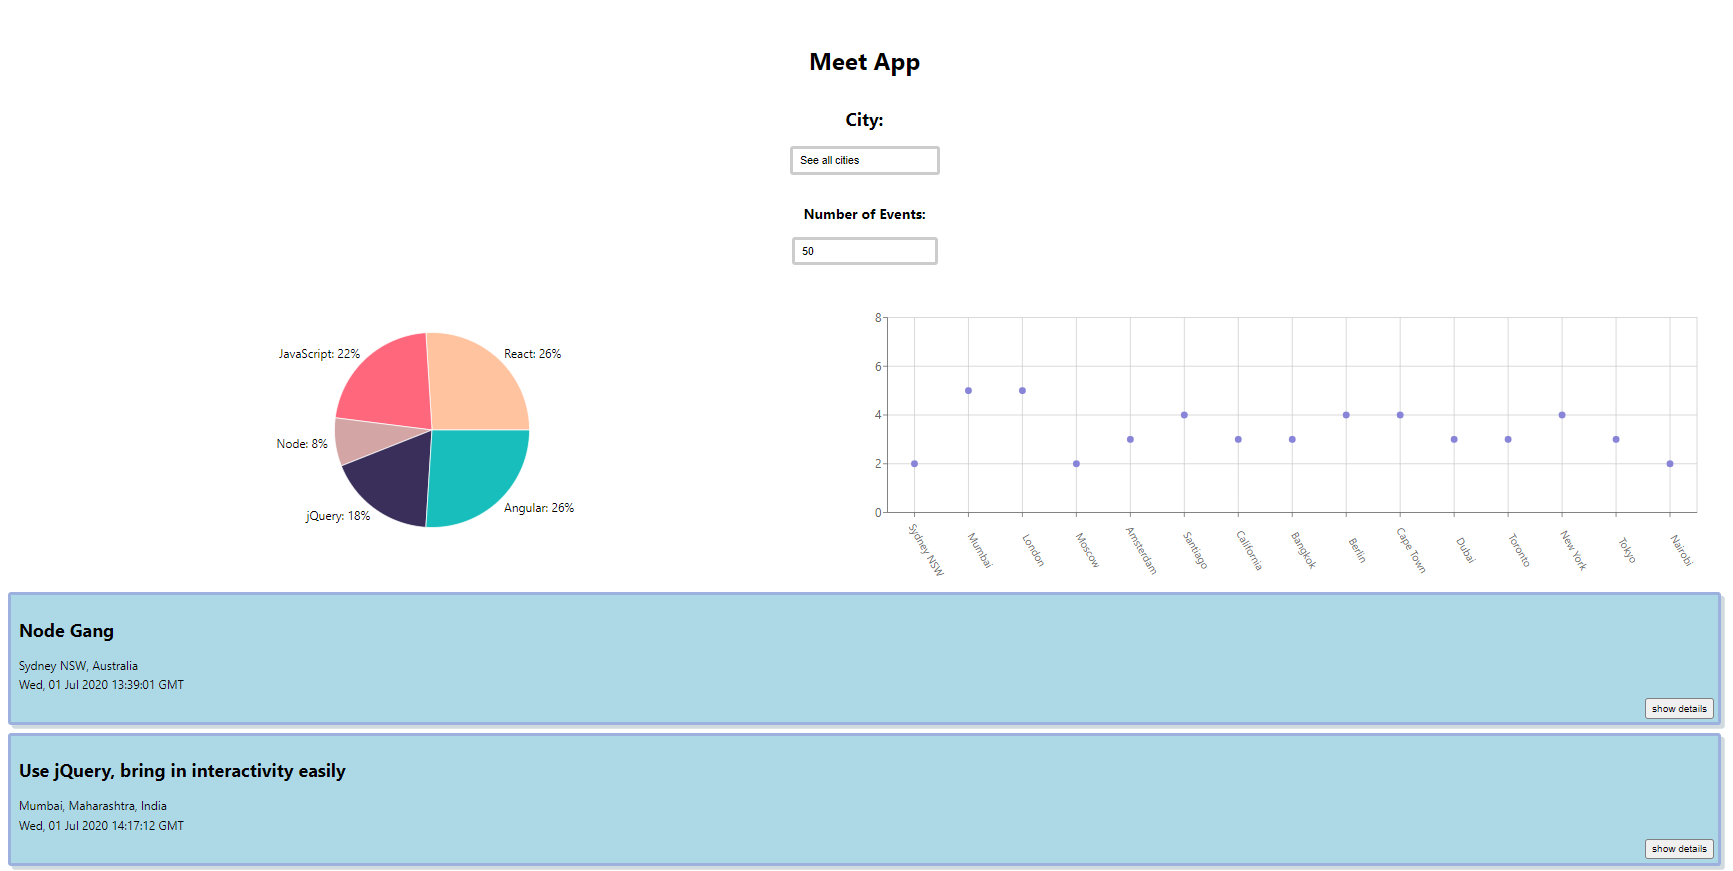 Meet App
City:
See all cities
Number of Events:
50
JavaScript: 22%
React: 26%
Node: 8%
jQuery: 18%
Angular: 26%
8
6
4
2
0
Sydney NSW
Mumbai
London
Moscow
Amsterdam
Santiago
California
Bangkok
Berlin
Cape Town
Dubai
Toronto
New York
Tokyo
Nairobi
Node Gang
Sydney NSW, Australia
Wed, 01 Jul 2020 13:39:01 GMT
show details
Use jQuery, bring in interactivity easily
Mumbai, Maharashtra, India
Wed, 01 Jul 2020 14:17:12 GMT
show details